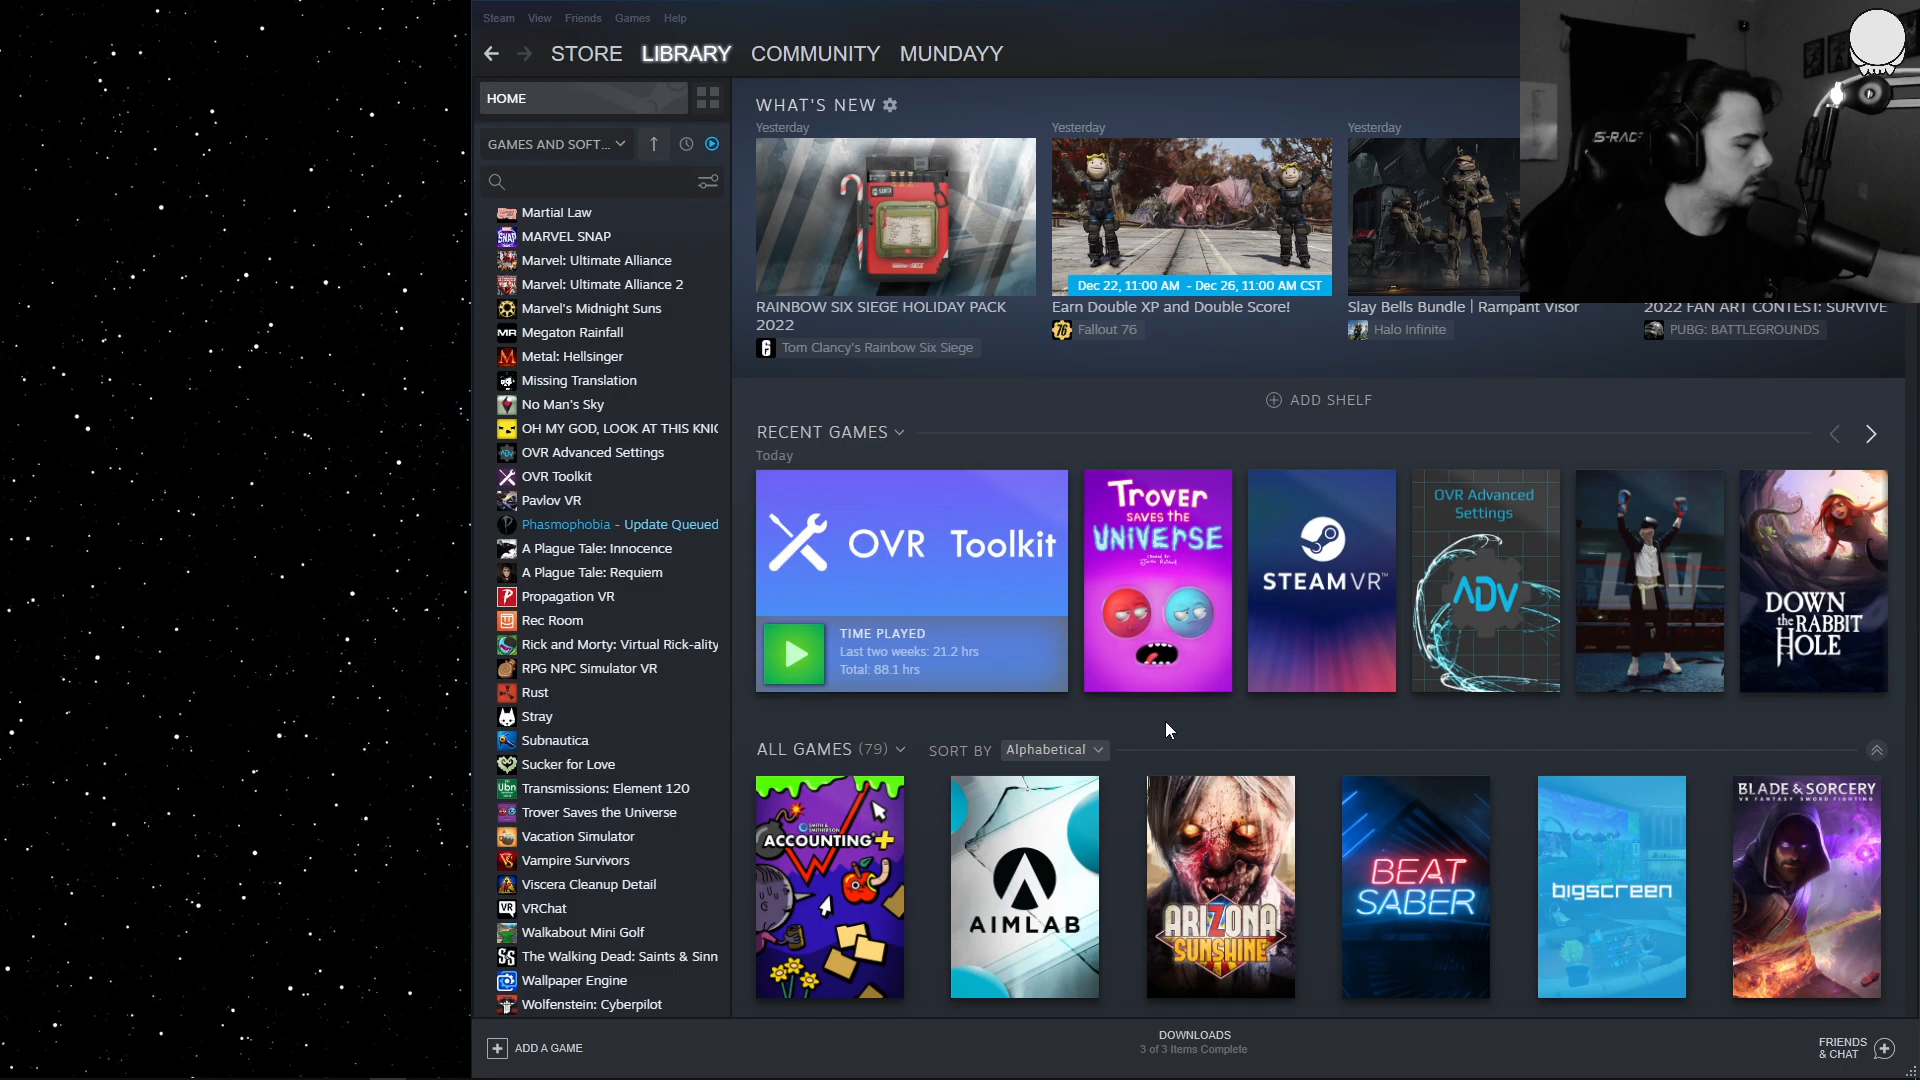 Steam View Friends Games Help
STORE LIBRARY COMMUNITY MUNDAYY
HOME
GAMES AND SOFT...
Martial Law
MARVEL SNAP
Marvel: Ultimate Alliance
Marvel: Ultimate Alliance 2
Marvel's Midnight Suns
Megaton Rainfall
Metal: Hellsinger
Missing Translation
No Man's Sky
OH MY GOD, LOOK AT THIS KNIG
OVR Advanced Settings
OVR Toolkit
Pavlov VR
Phasmophobia - Update Queued
A Plague Tale: Innocence
A Plague Tale: Requiem
Propagation VR
Rec Room
Rick and Morty: Virtual Rick-ality
RPG NPC Simulator VR
Rust
Stray
Subnautica
Sucker for Love
Transmissions: Element 120
Trover Saves the Universe
Vacation Simulator
Vampire Survivors
Viscera Cleanup Detail
VRChat
Walkabout Mini Golf
The Walking Dead: Saints & Sinn
Wallpaper Engine
Wolfenstein: Cyberpilot
ADD A GAME
WHAT'S NEW
Yesterday
RAINBOW SIX SIEGE HOLIDAY PACK
2022
Tom Clancy's Rainbow Six Siege
Yesterday
Dec 22, 11:00 AM - Dec 26, 11:00 AM CST
Earn Double XP and Double Score!
76 Fallout 76
Yesterday
Slay Bells Bundle | Rampant Visor
Halo Infinite
2022 FAN ART CONTEST: SURVIVE
PUBG: BATTLEGROUNDS
S-RACE
ADD SHELF
RECENT GAMES
Today
OVR Toolkit
TIME PLAYED
Last two weeks: 21.2 hrs
Total: 88.1 hrs
Trover
SAVES THE
UNIVERSE
STEAMVR™
OVR Advanced
Settings
ADV
LIV
DOWN
the RABBIT
HOLE
ALL GAMES (79) SORT BY Alphabetical
SMITH &
SMITHERSON
ACCOUNTING+
AIMLAB
ARIZONA
SUNSHINE
BEAT
SABER
bigscreen
BLADE & SORCERY
VR FANTASY SWORD FIGHTING
DOWNLOADS
3 of 3 Items Complete
FRIENDS
& CHAT